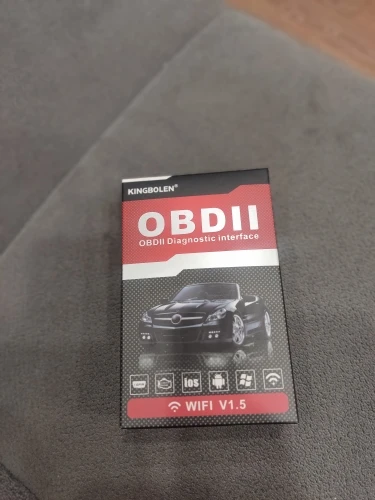 KINGBOLEN®
OBDII
OBDII Diagnostic interface
ios
WIFI V1.5